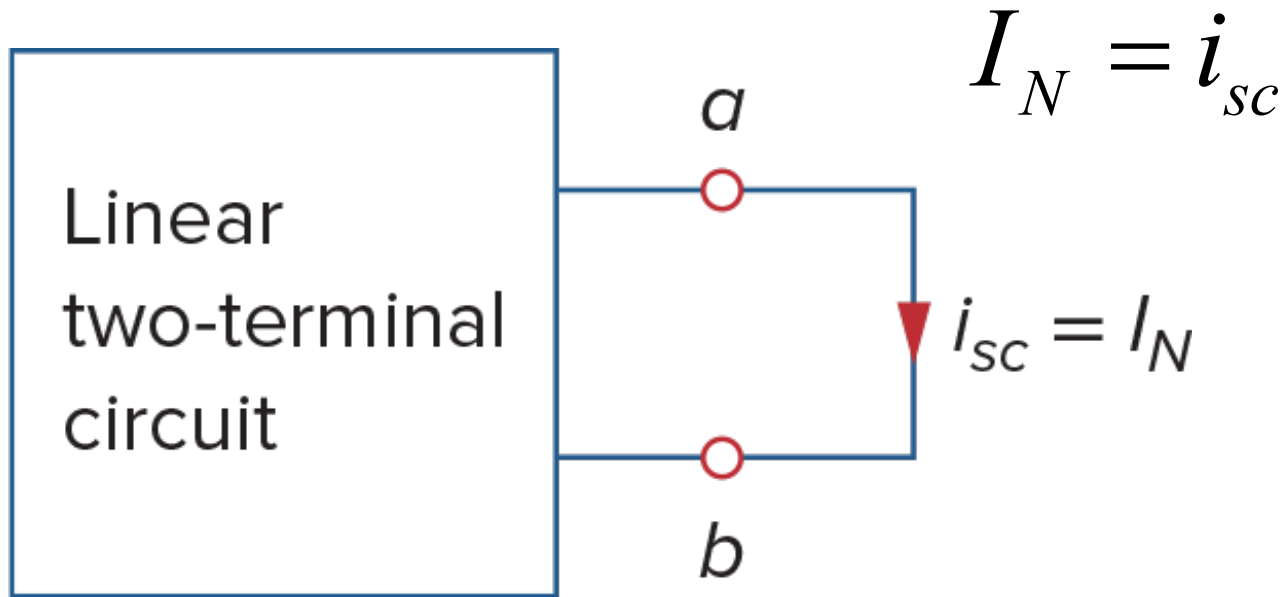 I_N = i_sc
a
Linear
two-terminal
circuit
i_sc = I_N
b